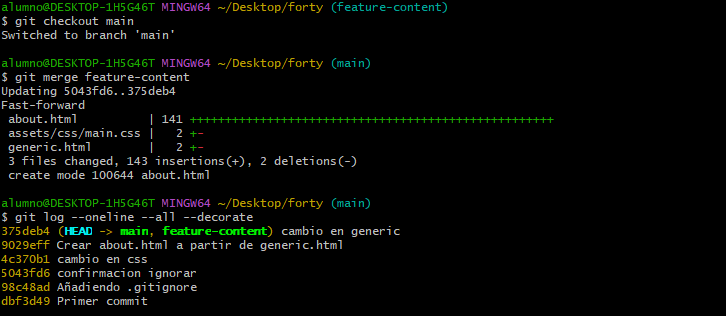 alumno@DESKTOP-1H5G46T MINGW64 ~/Desktop/forty (feature-content)
$ git checkout main
Switched to branch 'main'
alumno@DESKTOP-1H5G46T MINGW64 ~/Desktop/forty (main)
$ git merge feature-content
Updating 5043fd6..375deb4
Fast-forward
about.html | 141 ++++++++++++++++++++++++++++++++++++++++++++++++++++
assets/css/main.css | 2 +-
generic.html | 2 +-
3 files changed, 143 insertions(+), 2 deletions(-)
create mode 100644 about.html
alumno@DESKTOP-1H5G46T MINGW64 ~/Desktop/forty (main)
$ git log --oneline --all --decorate
375deb4 (HEAD -> main, feature-content) cambio en generic
9029eff Crear about.html a partir de generic.html
4c370b1 cambio en css
5043fd6 confirmacion ignorar
98c48ad Añadiendo .gitignore
dbf3d49 Primer commit